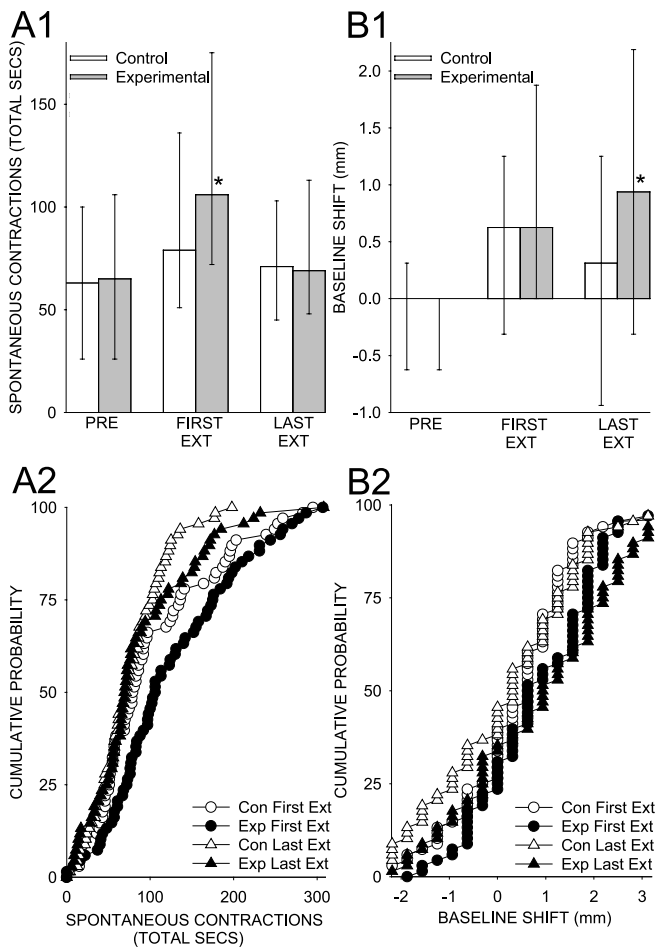 A1
SPONTANEOUS CONTRACTIONS (TOTAL SECS)
150
100
50
0
Control
Experimental
*
PRE
FIRST
EXT
LAST
EXT
B1
BASELINE SHIFT (mm)
2.0
1.5
1.0
0.5
0.0
-0.5
-1.0
Control
Experimental
*
PRE
FIRST
EXT
LAST
EXT
A2
CUMULATIVE PROBABILITY
100
75
50
25
0
Con First Ext
Exp First Ext
Con Last Ext
Exp Last Ext
0 100 200 300
SPONTANEOUS CONTRACTIONS
(TOTAL SECS)
B2
CUMULATIVE PROBABILITY
100
75
50
25
0
Con First Ext
Exp First Ext
Con Last Ext
Exp Last Ext
-2 -1 0 1 2 3
BASELINE SHIFT (mm)